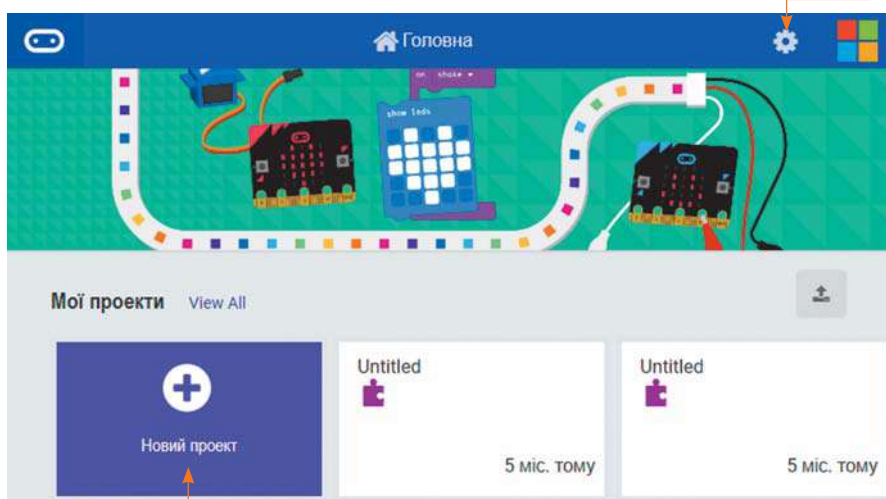 Головна
on shake
show leds
Мої проекти View All
Новий проект
Untitled
5 міс. тому
Untitled
5 міс. тому